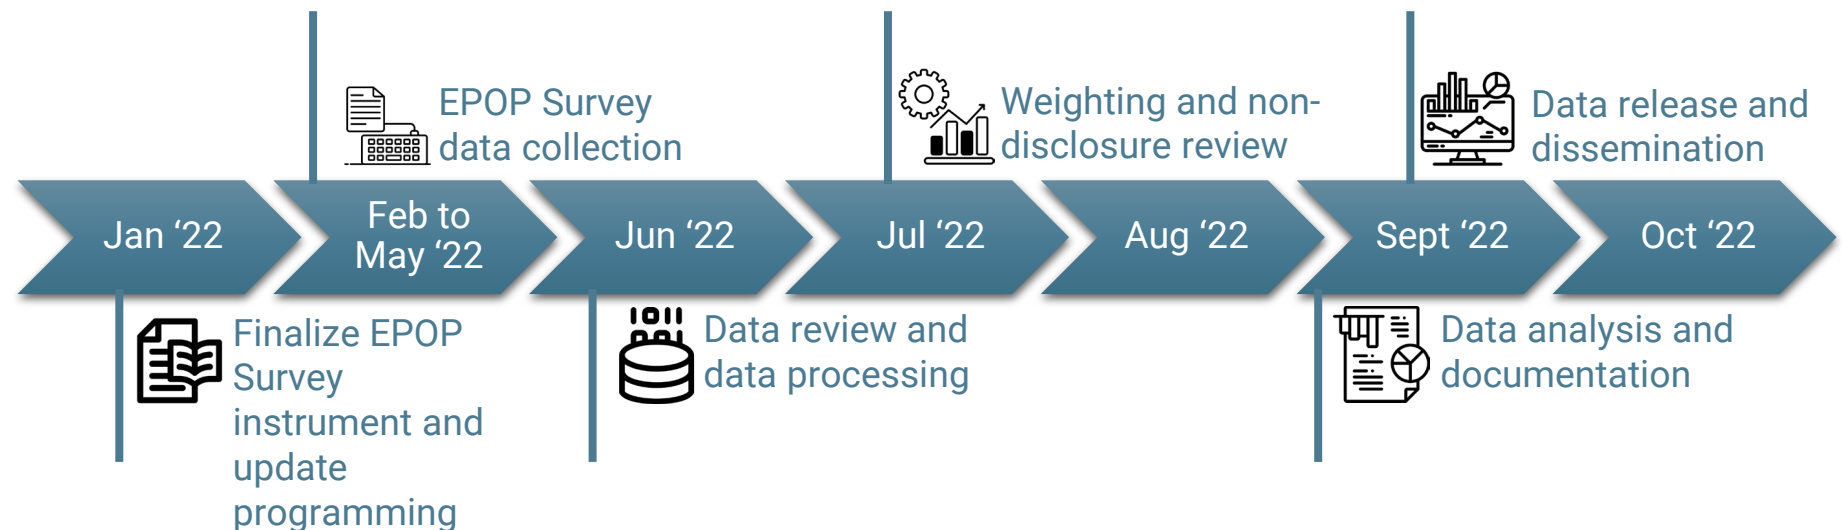 EPOP Survey
data collection
Weighting and non-
disclosure review
Data release and
dissemination
Jan ‘22
Feb to
May ‘22
Jun ‘22
Jul ‘22
Aug ‘22
Sept ‘22
Oct ‘22
Finalize EPOP
Survey
instrument and
update
programming
1011
Data review and
data processing
Data analysis and
documentation